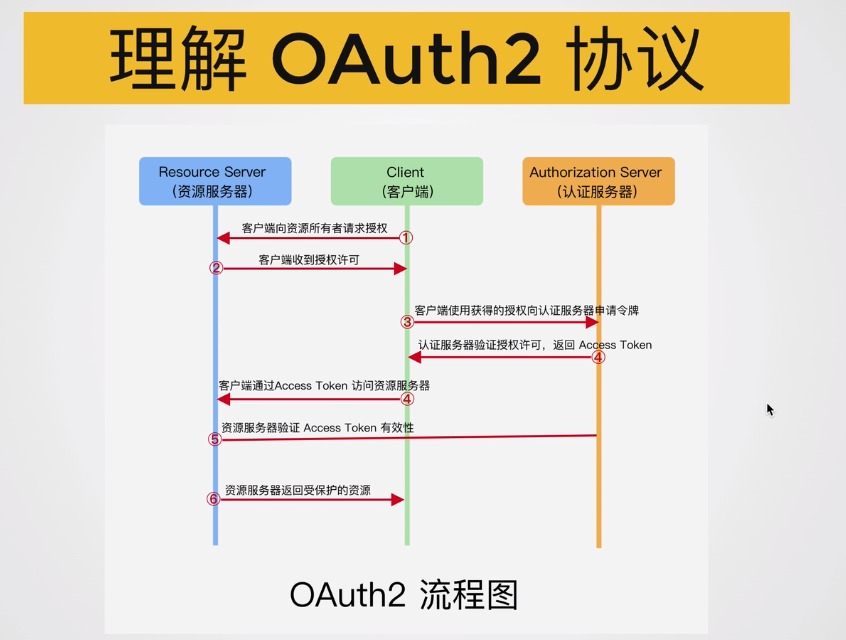 理解 OAuth2 协议
Resource Server
(资源服务器)
Client
(客户端)
Authorization Server
(认证服务器)
客户端向资源所有者请求授权
①
②
客户端收到授权许可
客户端使用获得的授权向认证服务器申请令牌
③
认证服务器验证授权许可，返回 Access Token
④
客户端通过Access Token 访问资源服务器
④
资源服务器验证 Access Token 有效性
⑤
资源服务器返回受保护的资源
⑥
OAuth2 流程图